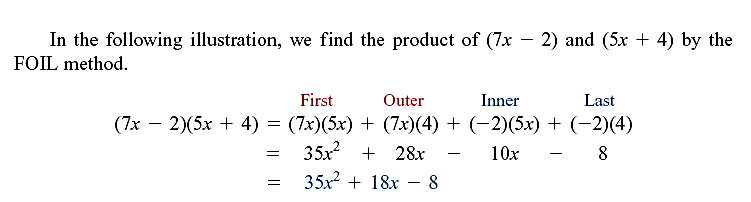 In the following illustration, we find the product of (7x − 2) and (5x + 4) by the
FOIL method.
First Outer Inner Last
(7x − 2)(5x + 4) = (7x)(5x) + (7x)(4) + (−2)(5x) + (−2)(4)
= 35x² + 28x − 10x − 8
= 35x² + 18x − 8